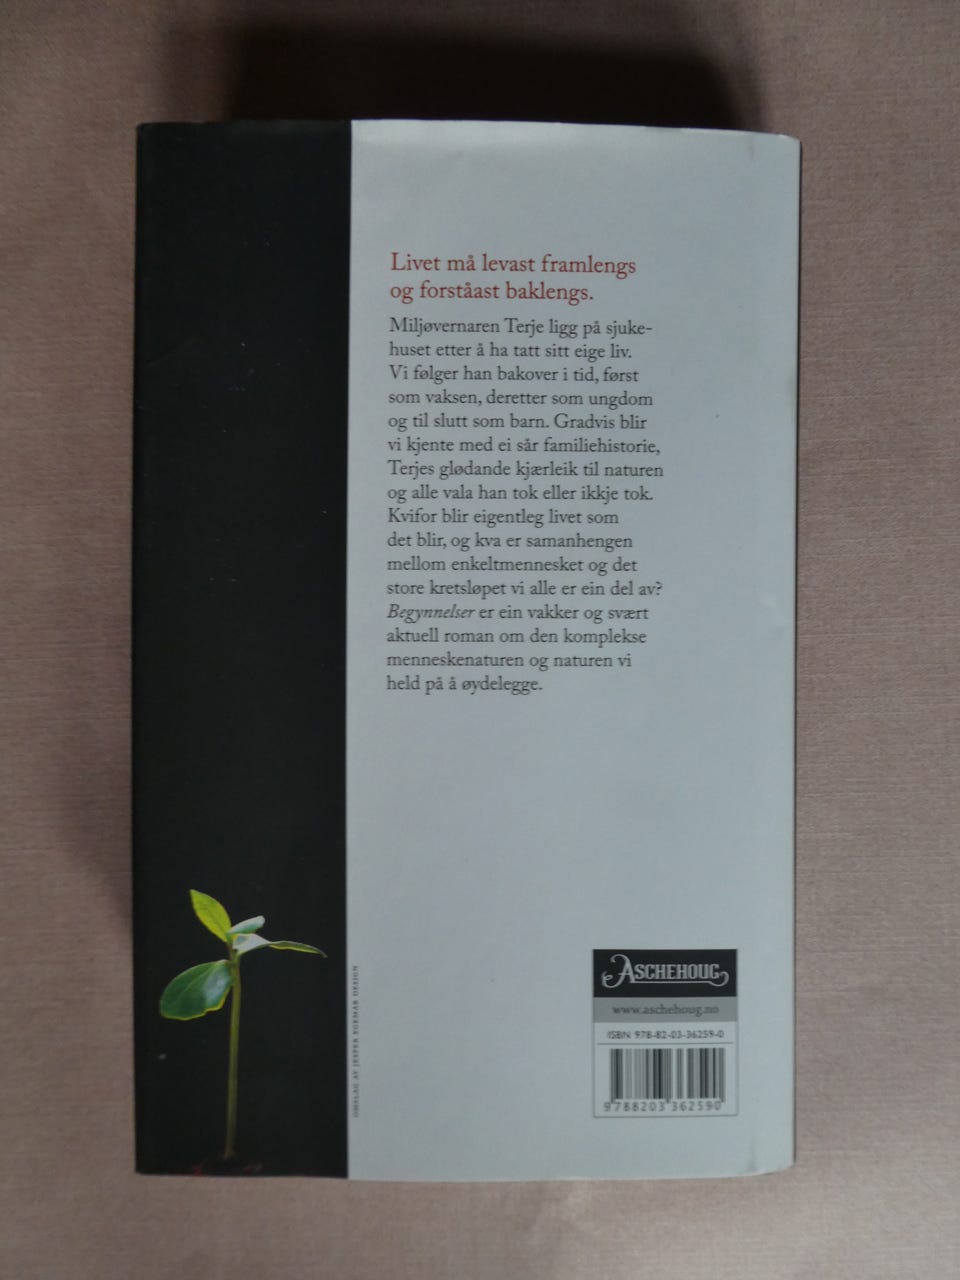 Livet må levast framlengs
og forståast baklengs.
Miljøvernaren Terje ligg på sjuke-
huset etter å ha tatt sitt eige liv.
Vi følger han bakover i tid, først
som vaksen, deretter som ungdom
og til slutt som barn. Gradvis blir
vi kjente med ei sår familiehistorie,
Terjes glødande kjærleik til naturen
og alle vala han tok eller ikkje tok.
Kvifor blir eigentleg livet som
det blir, og kva er samanhengen
mellom enkeltmennesket og det
store kretsløpet vi alle er ein del av?
Begynnelser er ein vakker og svært
aktuell roman om den komplekse
menneskenaturen og naturen vi
held på å øydelegge.
OMSLAG AV JESPER EGEMAR DESIGN
ASCHEHOUG
www.aschehoug.no
ISBN 978-82-03-36259-0
9788203362590